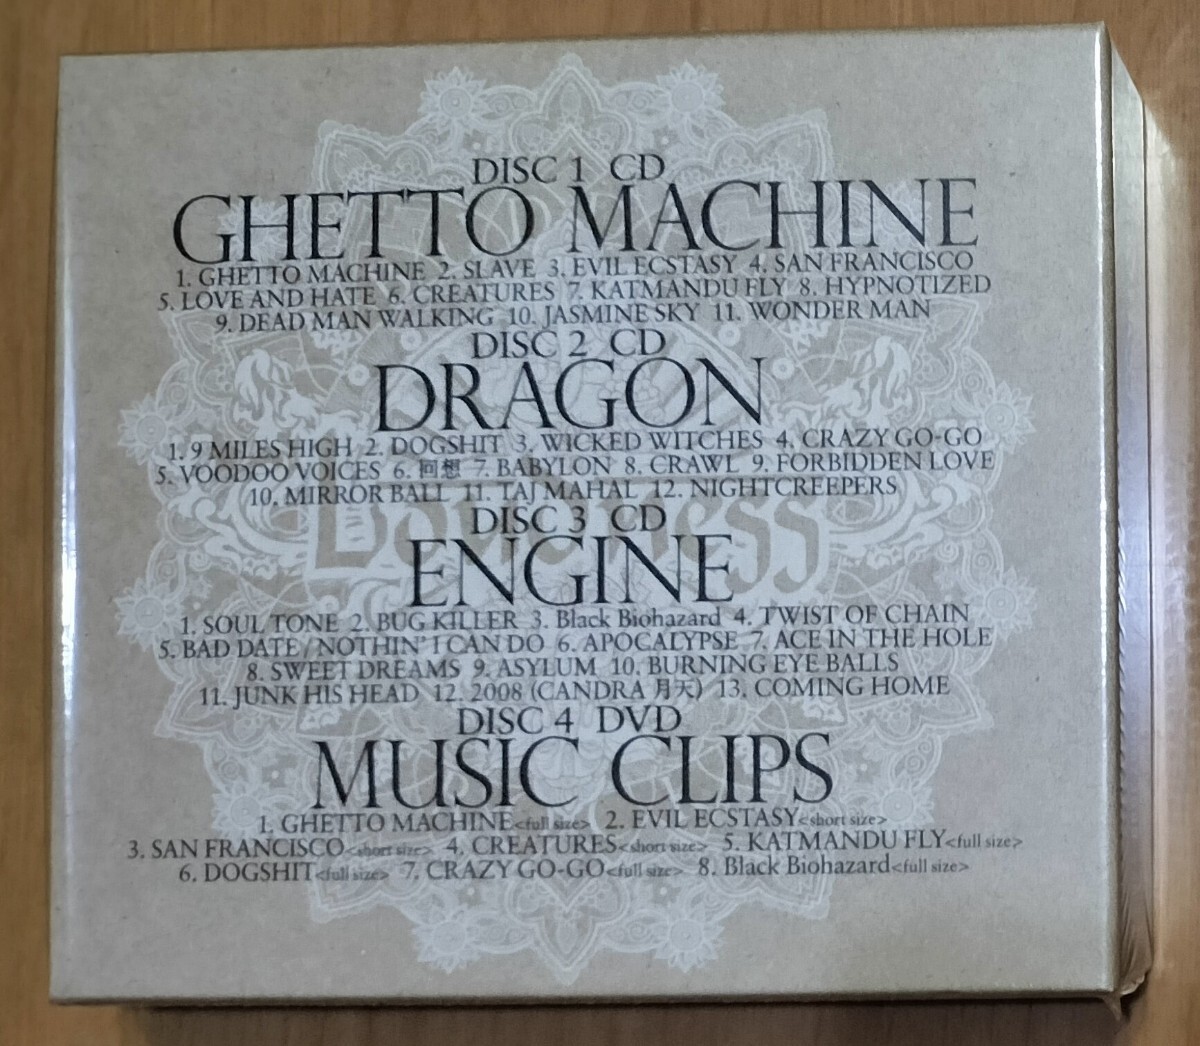 DISC 1 CD
GHETTO MACHINE
1. GHETTO MACHINE 2. SLAVE 3. EVIL ECSTASY 4. SAN FRANCISCO
5. LOVE AND HATE 6. CREATURES 7. KATMANDU FLY 8. HYPNOTIZED
9. DEAD MAN WALKING 10. JASMINE SKY 11. WONDER MAN
DISC 2 CD
DRAGON
1. 9 MILES HIGH 2. DOGSHIT 3. WICKED WITCHES 4. CRAZY GO-GO
5. VOODOO VOICES 6. 回想 7. BABYLON 8. CRAWL 9. FORBIDDEN LOVE
10. MIRROR BALL 11. TAJ MAHAL 12. NIGHTCREEPERS
DISC 3 CD
ENGINE
1. SOUL TONE 2. BUG KILLER 3. Black Biohazard 4. TWIST OF CHAIN
5. BAD DATE / NOTHIN' I CAN DO 6. APOCALYPSE 7. ACE IN THE HOLE
8. SWEET DREAMS 9. ASYLUM 10. BURNING EYE BALLS
11. JUNK HIS HEAD 12. 2008 (CANDRA 月天) 13. COMING HOME
DISC 4 DVD
MUSIC CLIPS
1. GHETTO MACHINE<full size> 2. EVIL ECSTASY<short size>
3. SAN FRANCISCO<short size> 4. CREATURES<short size> 5. KATMANDU FLY<full size>
6. DOGSHIT<full size> 7. CRAZY GO-GO<full size> 8. Black Biohazard<full size>